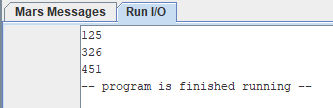 Mars Messages Run I/O
125
326
451
-- program is finished running --